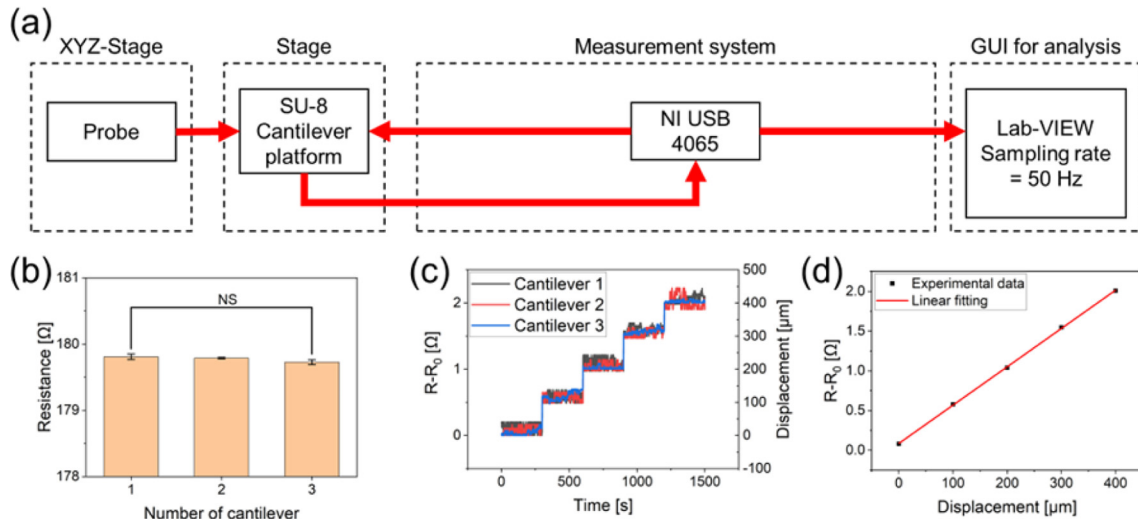 (a)
XYZ-Stage
Stage
Measurement system
GUI for analysis
Probe
SU-8
Cantilever
platform
NI USB
4065
Lab-VIEW
Sampling rate
= 50 Hz
(b)
181
180
179
178
Resistance [Ω]
NS
1 2 3
Number of cantilever
(c)
Cantilever 1
Cantilever 2
Cantilever 3
2
1
0
R-R₀ [Ω]
500
400
300
200
100
0
-100
Displacement [μm]
0 500 1000 1500
Time [s]
(d)
Experimental data
Linear fitting
2.0
1.5
1.0
0.5
0.0
R-R₀ [Ω]
0 100 200 300 400
Displacement [μm]